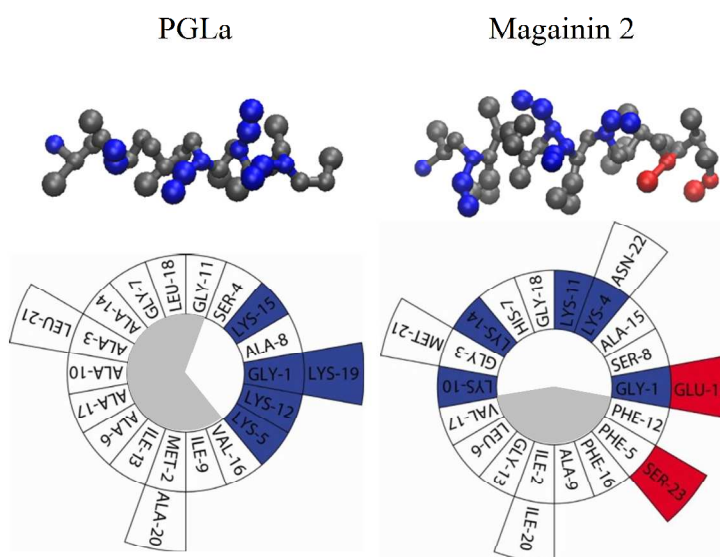 PGLa
Magainin 2
GLY-11
SER-4
LYS-15
ALA-8
GLY-1
LYS-19
LYS-12
LYS-5
VAL-16
ILE-9
MET-2
ALA-20
ILE-13
ALA-6
ALA-17
ALA-10
ALA-3
LEU-21
ALA-14
GLY-7
LEU-18
LYS-11
LYS-4
ASN-22
ALA-15
SER-8
GLY-1
GLU-1
PHE-12
PHE-5
SER-23
PHE-16
ALA-9
ILE-2
ILE-20
GLY-13
LEU-6
VAL-17
LYS-10
GLY-3
MET-21
LYS-14
HIS-7
GLY-18